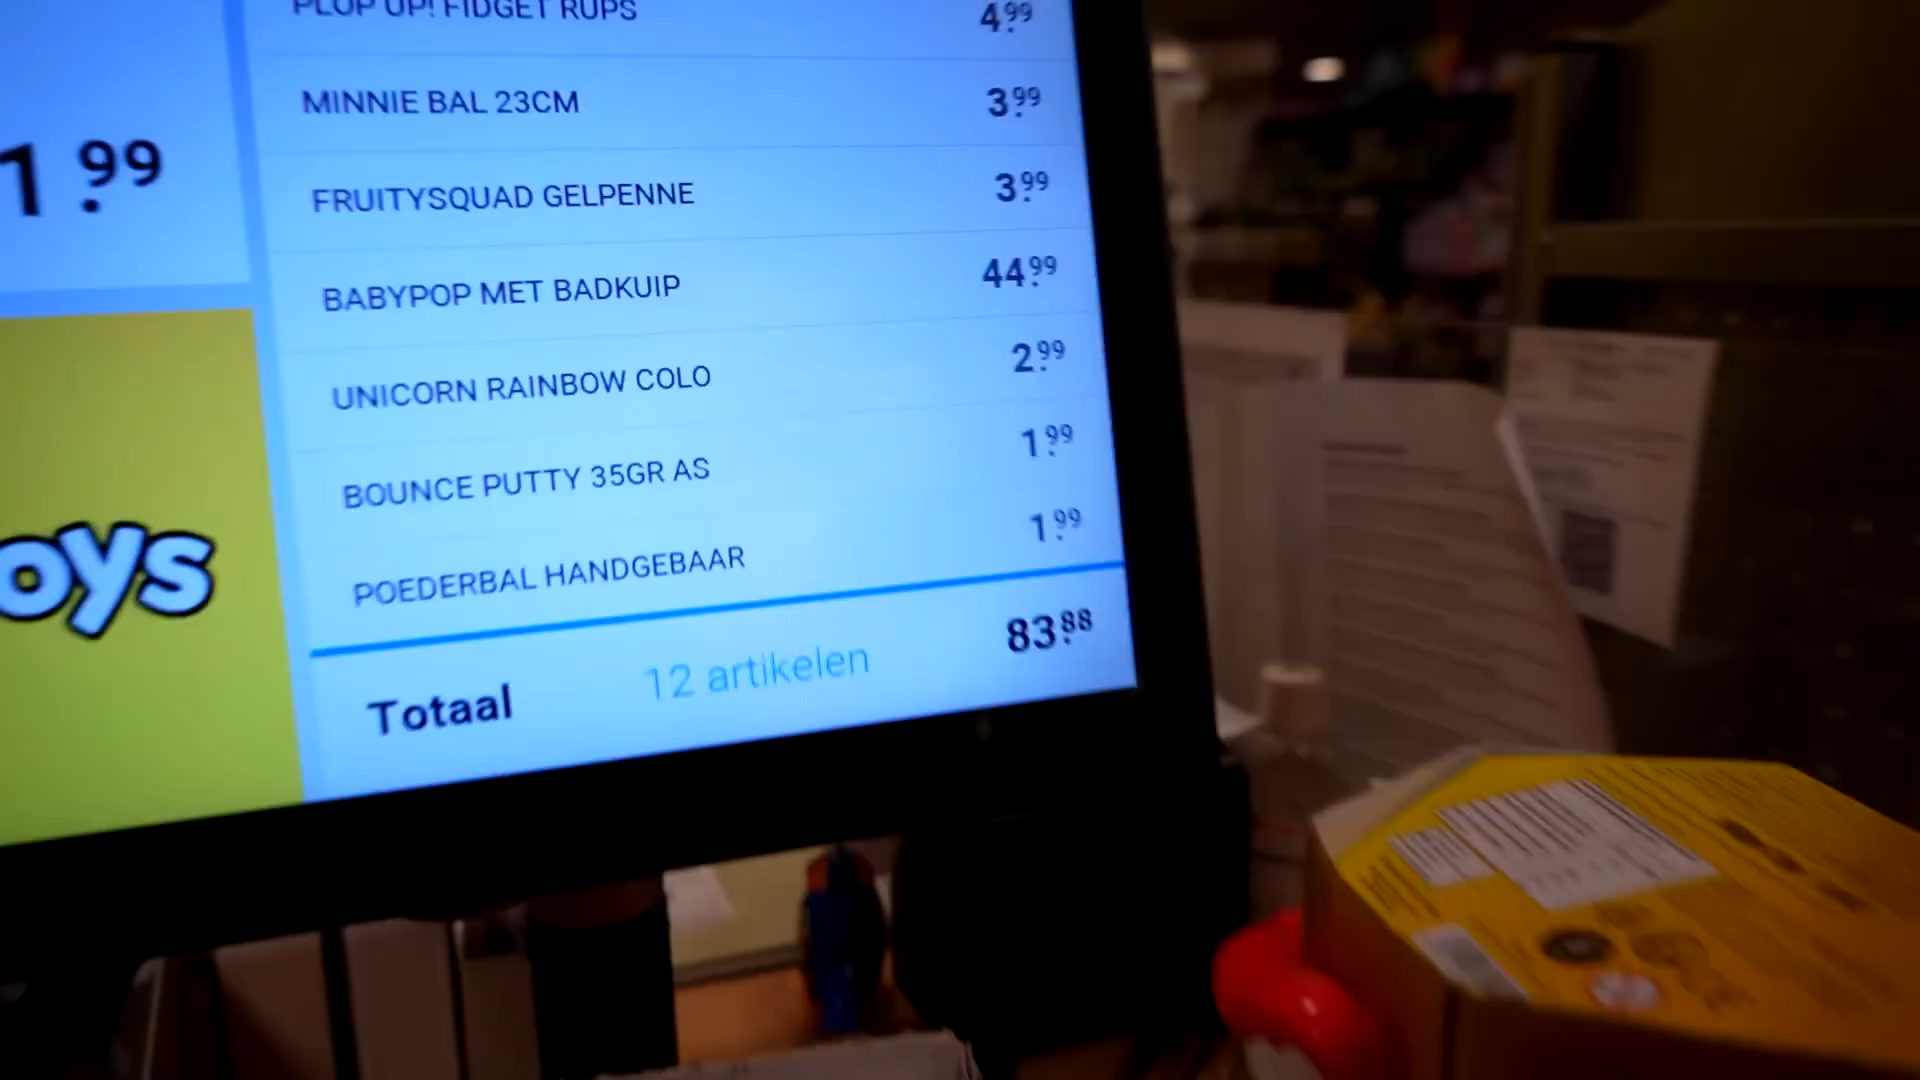 PLOP UP! FIDGET RUPS 4.99
MINNIE BAL 23CM 3.99
1.99
FRUITYSQUAD GELPENNE 3.99
BABYPOP MET BADKUIP 44.99
UNICORN RAINBOW COLO 2.99
BOUNCE PUTTY 35GR AS 1.99
oys
POEDERBAL HANDGEBAAR 1.99
Totaal 12 artikelen 83.88